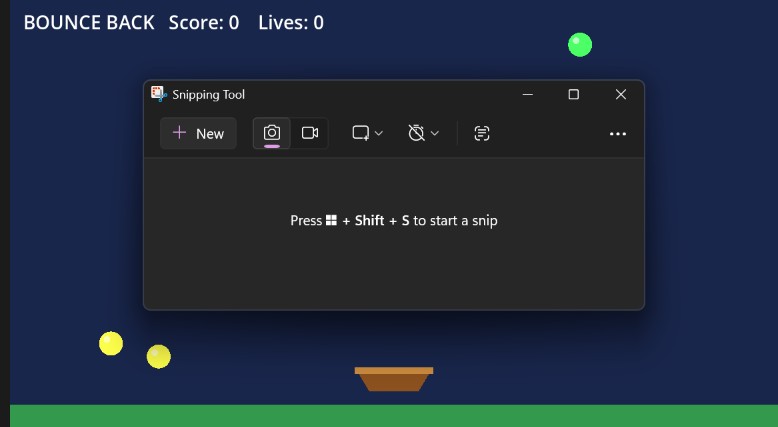 BOUNCE BACK Score: 0 Lives: 0
Snipping Tool
New
Press + Shift + S to start a snip